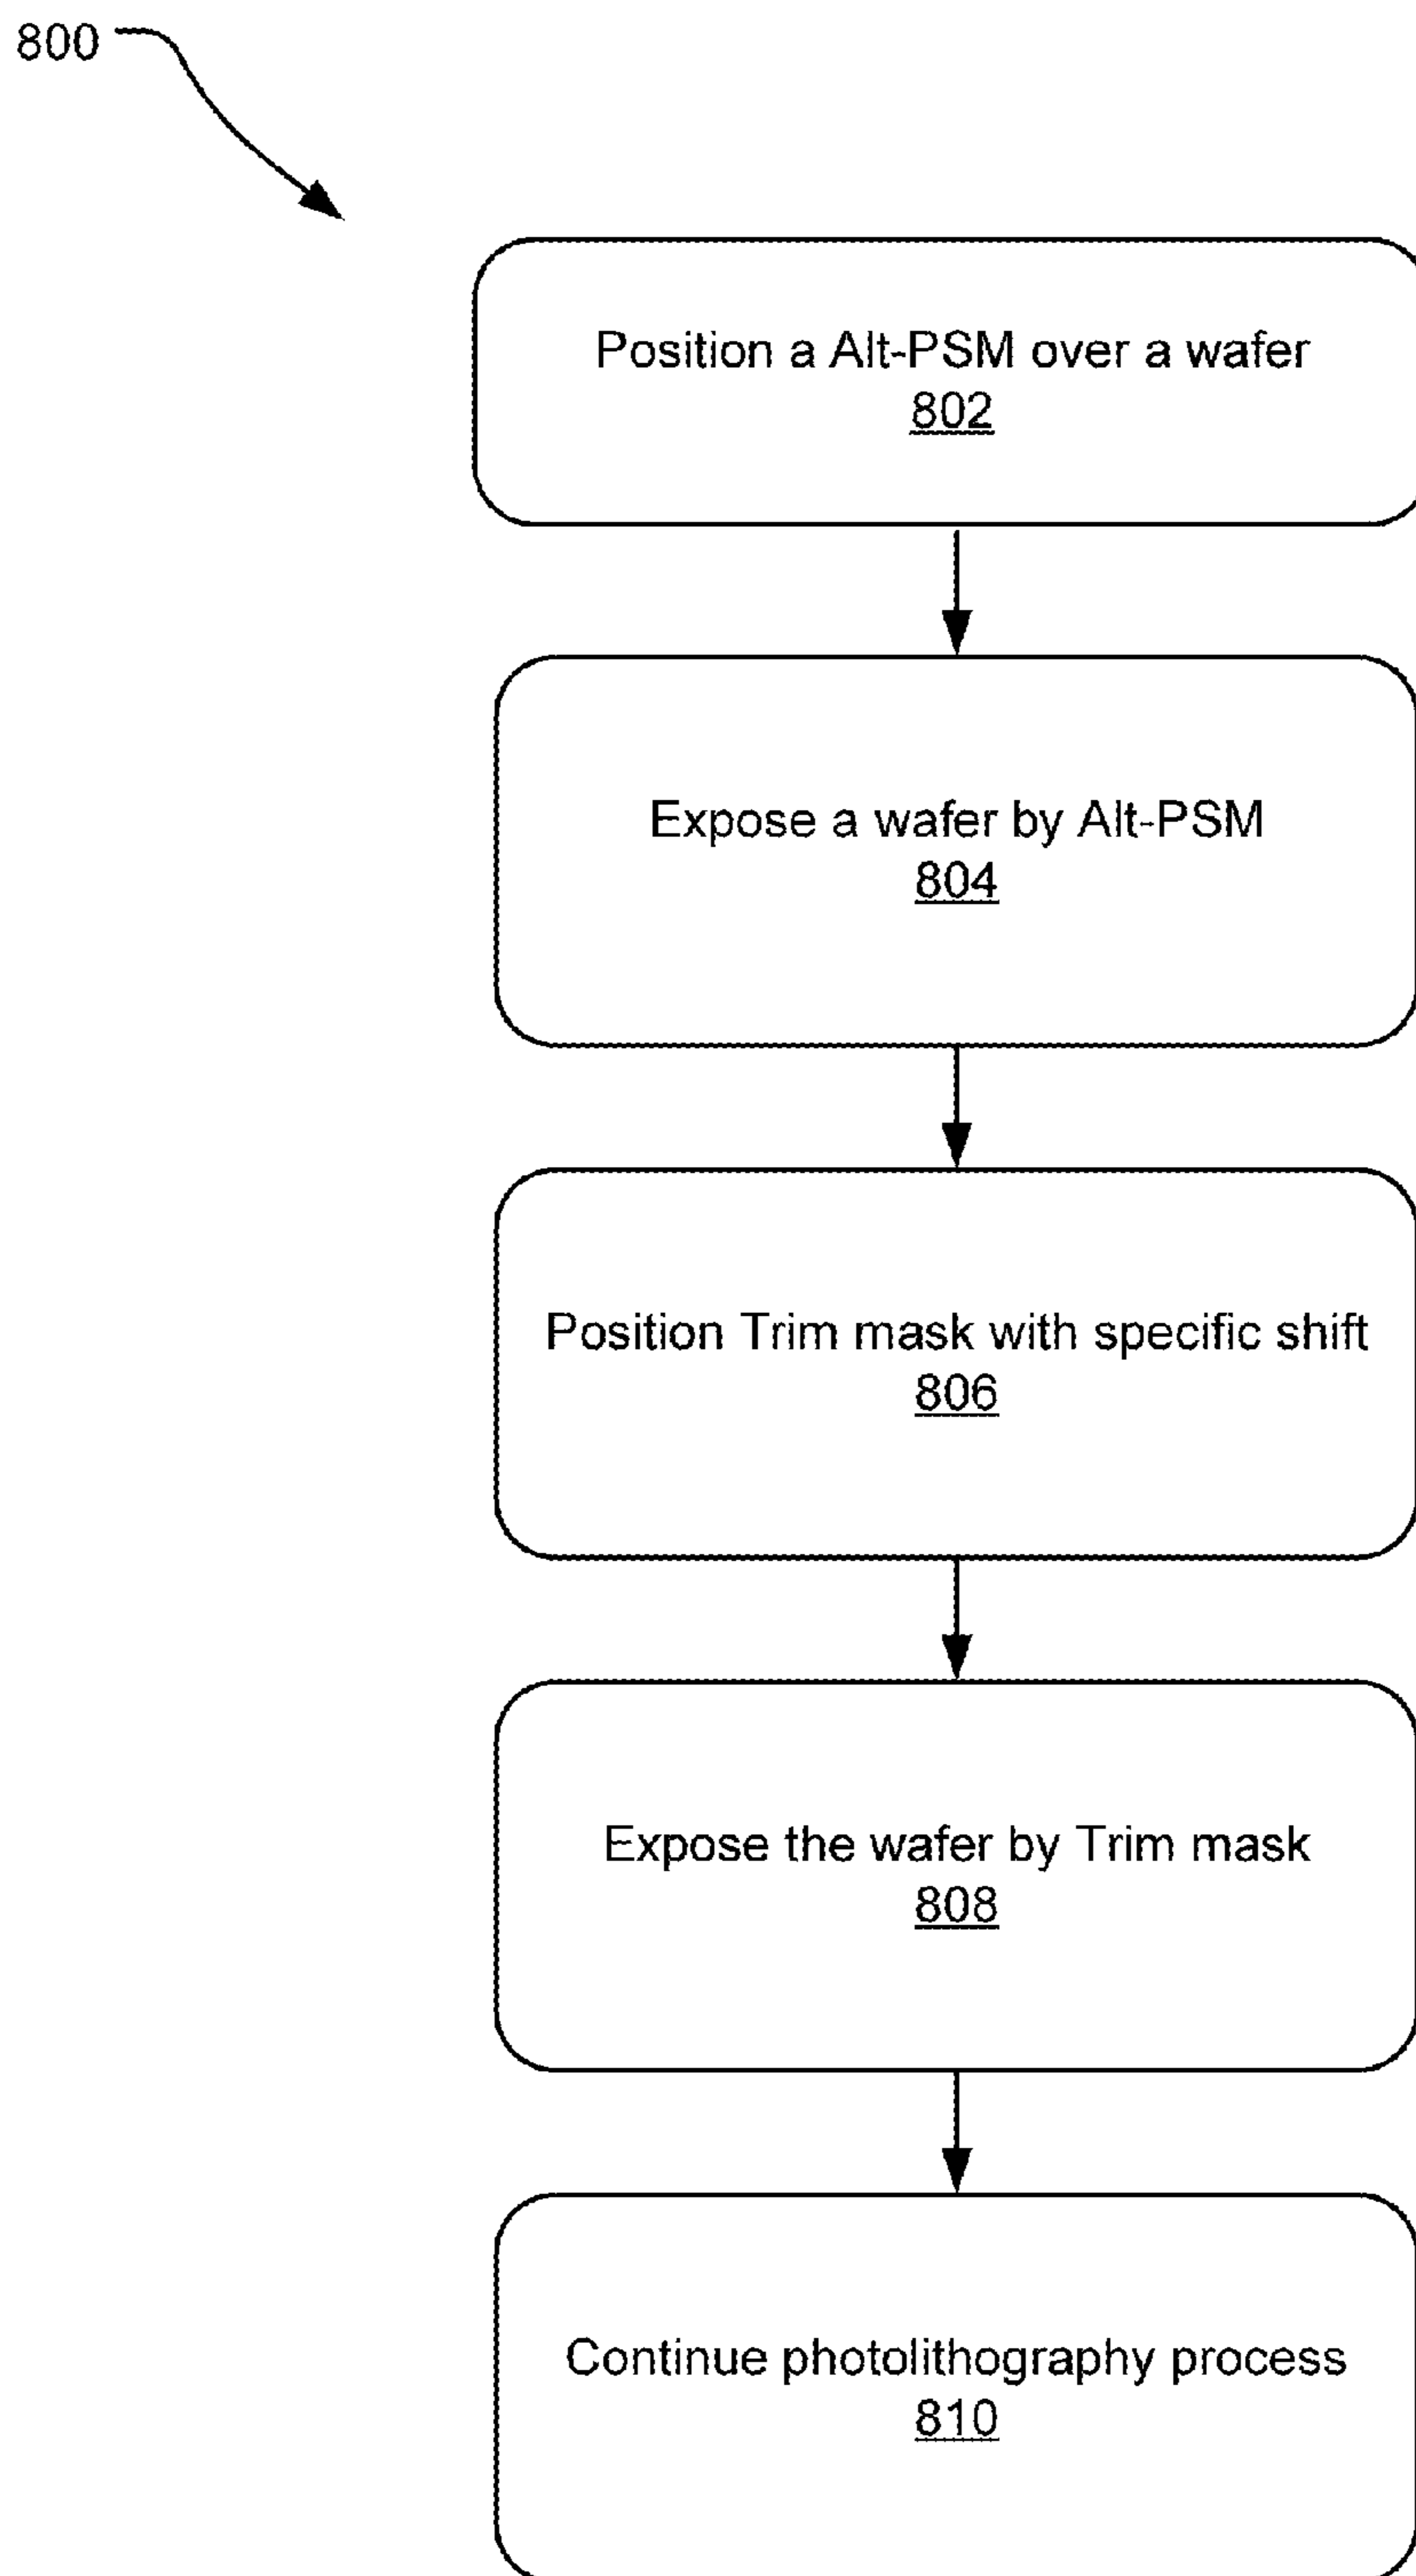 800
Position a Alt-PSM over a wafer
802
Expose a wafer by Alt-PSM
804
Position Trim mask with specific shift
806
Expose the wafer by Trim mask
808
Continue photolithography process
810